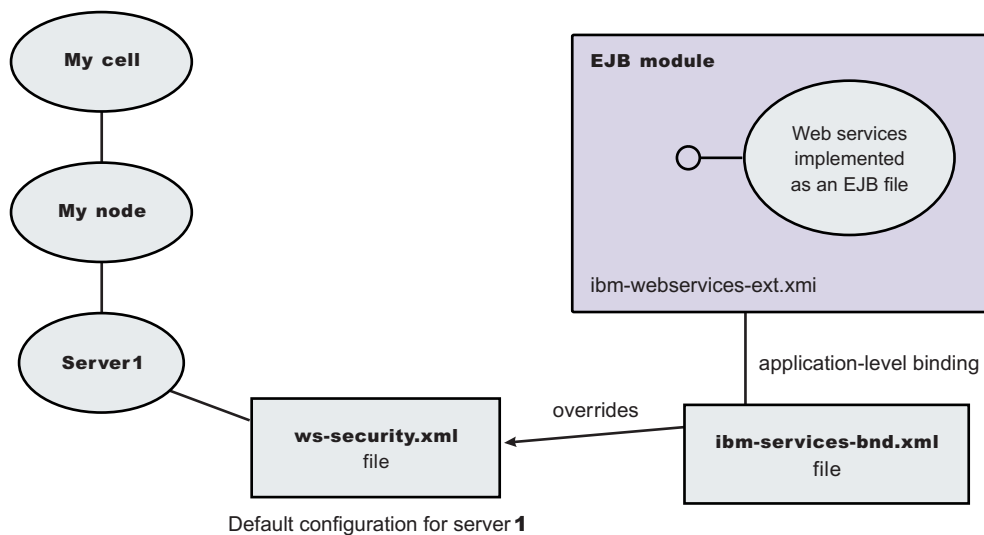 My cell
My node
Server1
ws-security.xml
file
Default configuration for server 1
EJB module
Web services
implemented
as an EJB file
ibm-webservices-ext.xmi
application-level binding
overrides
ibm-services-bnd.xml
file